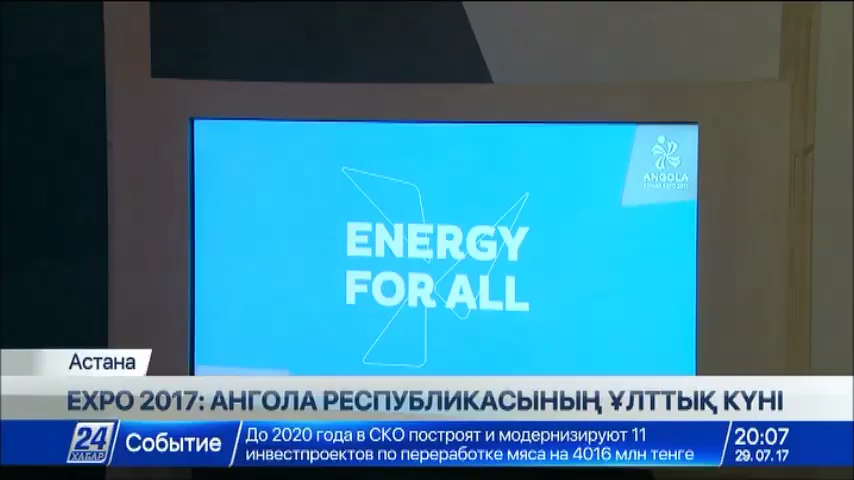 ANGOLA
ENERGY
FOR ALL
Астана
EXPO 2017: АНГОЛА РЕСПУБЛИКАСЫНЫҢ ҰЛТТЫҚ КҮНІ
24
ХАБАР
Событие
До 2020 года в СКО построят и модернизируют 11
инвестпроектов по переработке мяса на 4016 млн тенге
20:07
29.07.17